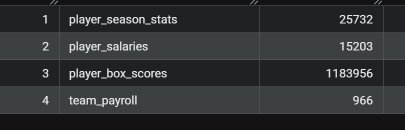 1 player_season_stats 25732
2 player_salaries 15203
3 player_box_scores 1183956
4 team_payroll 966